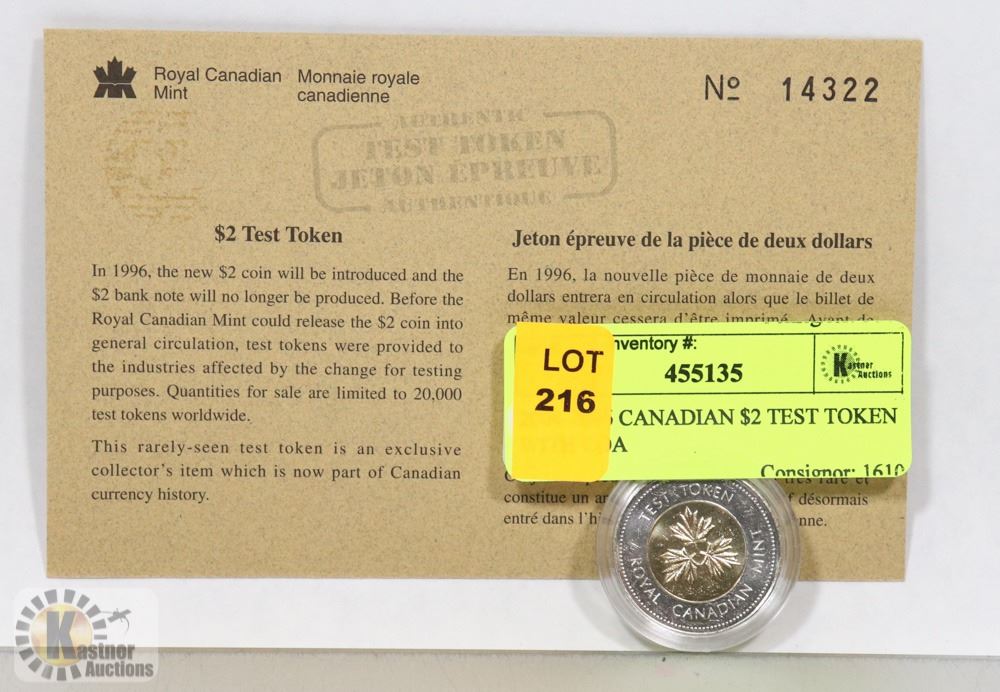 Royal Canadian
Mint
Monnaie royale
canadienne
Nº 14322
AUTHENTIC
TEST TOKEN
JETON ÉPREUVE
AUTHENTIQUE
$2 Test Token
In 1996, the new $2 coin will be introduced and the
$2 bank note will no longer be produced. Before the
Royal Canadian Mint could release the $2 coin into
general circulation, test tokens were provided to
the industries affected by the change for testing
purposes. Quantities for sale are limited to 20,000
test tokens worldwide.
This rarely-seen test token is an exclusive
collector's item which is now part of Canadian
currency history.
Jeton épreuve de la pièce de deux dollars
En 1996, la nouvelle pièce de monnaie de deux
dollars entrera en circulation alors que le billet de
même valeur cessera d'être imprimé. Avant de
très rare et
constitue un
désormais
entré dans
LOT
216
nventory #:
455135
Kastner
Auctions
CANADIAN $2 TEST TOKEN
Consignor: 1610
TEST TOKEN
ROYAL CANADIAN MINT
Kastner
Auctions